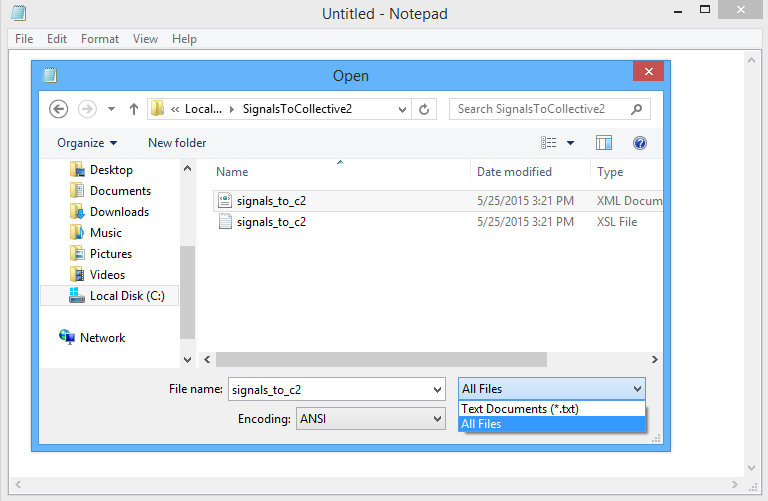 Untitled - Notepad
File Edit Format View Help
Open
« Local... SignalsToCollective2 Search SignalsToCollective2
Organize New folder
Name Date modified Type
Desktop
Documents
Downloads
Music
Pictures
Videos
Local Disk (C:)
Network
signals_to_c2 5/25/2015 3:21 PM XML Docum
signals_to_c2 5/25/2015 3:21 PM XSL File
File name: signals_to_c2 All Files
Text Documents (*.txt)
All Files
Encoding: ANSI